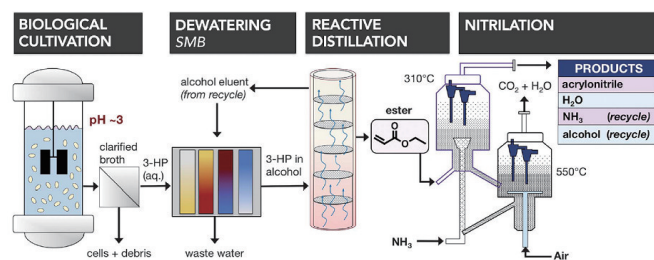 BIOLOGICAL
CULTIVATION
DEWATERING
SMB
REACTIVE
DISTILLATION
NITRILATION
pH ~3
clarified
broth
3-HP
(aq.)
cells + debris
alcohol eluent
(from recycle)
waste water
3-HP in
alcohol
ester
O
O
310°C
NH₃
CO₂ + H₂O
550°C
Air
PRODUCTS
acrylonitrile
H₂O
NH₃ (recycle)
alcohol (recycle)